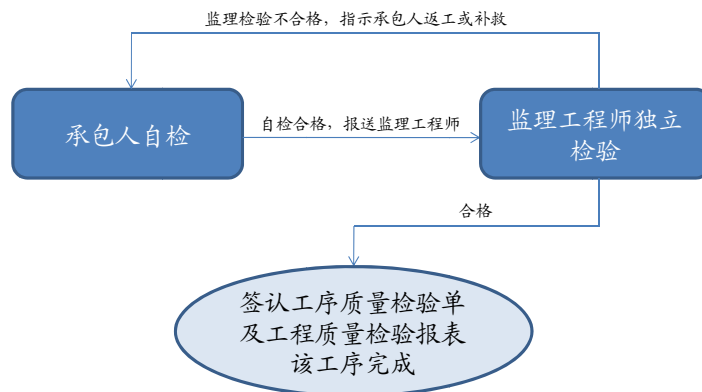 监理检验不合格，指示承包人返工或补救
承包人自检
自检合格，报送监理工程师
监理工程师独立
检验
合格
签认工序质量检验单
及工程质量检验报表
该工序完成